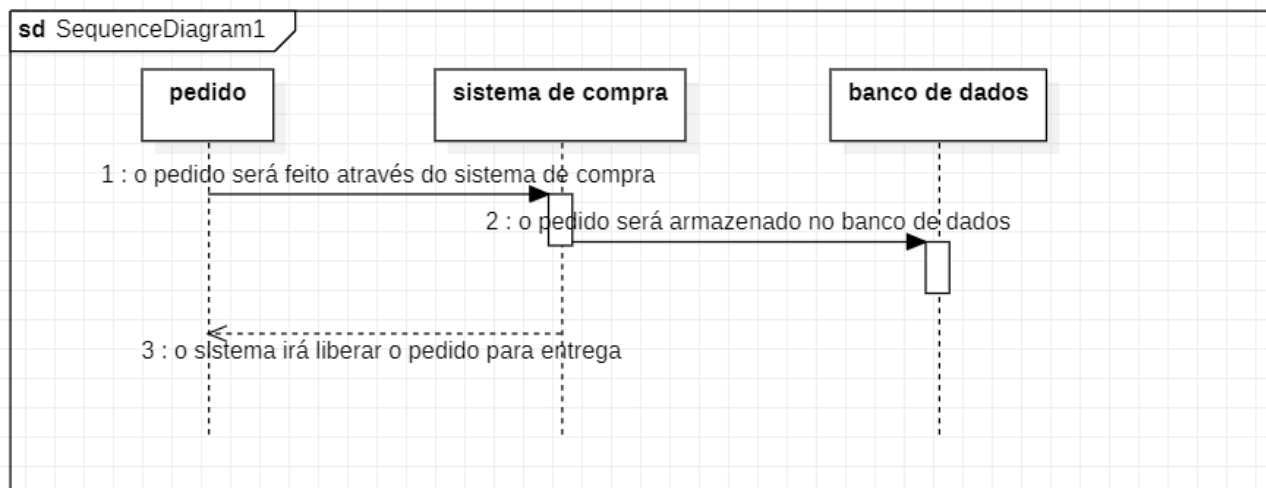 sd SequenceDiagram1
pedido
sistema de compra
banco de dados
1 : o pedido será feito através do sistema de compra
2 : o pedido será armazenado no banco de dados
3 : o sistema irá liberar o pedido para entrega